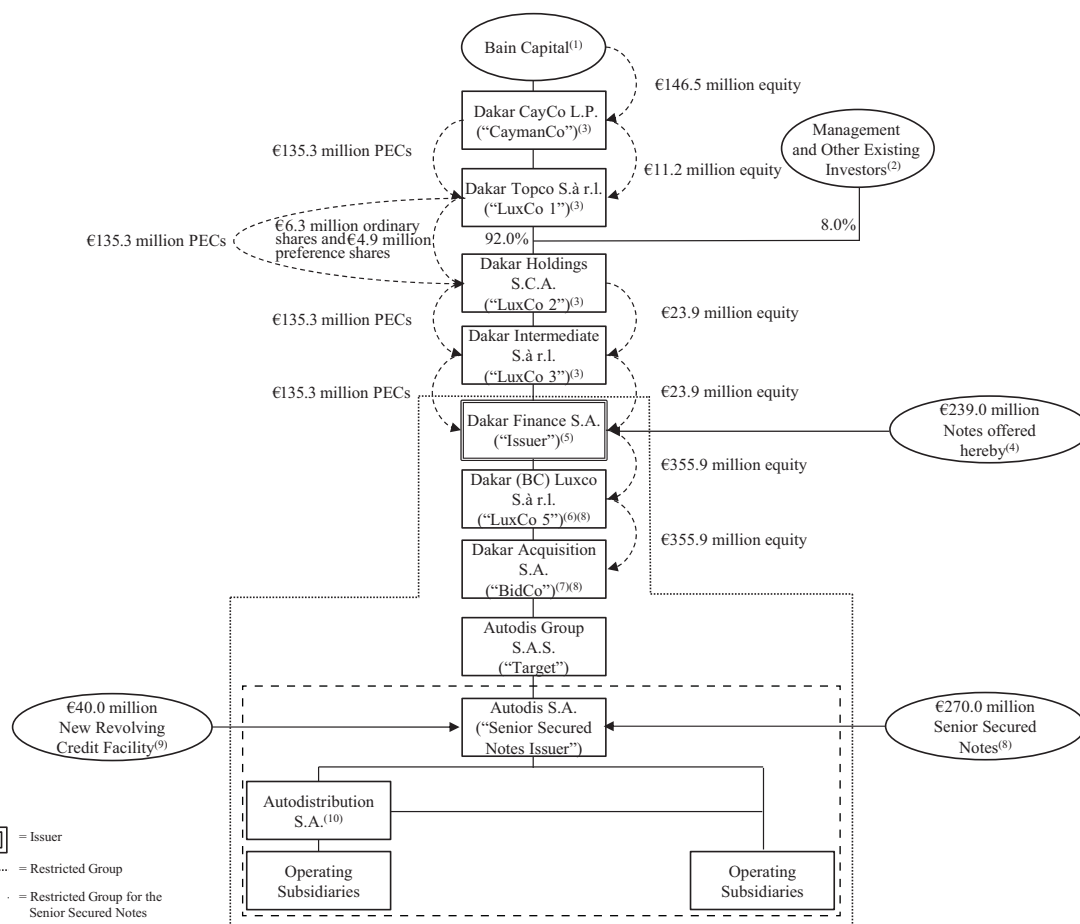 Bain Capital(1)
€146.5 million equity
Dakar CayCo L.P.
(“CaymanCo”)(3)
Management
and Other Existing
Investors(2)
€135.3 million PECs
€11.2 million equity
Dakar Topco S.à r.l.
(“LuxCo 1”)(3)
8.0%
€6.3 million ordinary
shares and€4.9 million
preference shares
€135.3 million PECs
92.0%
Dakar Holdings
S.C.A.
(“LuxCo 2”)(3)
€135.3 million PECs
€23.9 million equity
Dakar Intermediate
S.à r.l.
(“LuxCo 3”)(3)
€135.3 million PECs
€23.9 million equity
Dakar Finance S.A.
(“Issuer”)(5)
€239.0 million
Notes offered
hereby(4)
€355.9 million equity
Dakar (BC) Luxco
S.à r.l.
(“LuxCo 5”)(6)(8)
€355.9 million equity
Dakar Acquisition
S.A.
(“BidCo”)(7)(8)
Autodis Group
S.A.S.
(“Target”)
€40.0 million
New Revolving
Credit Facility(9)
Autodis S.A.
(“Senior Secured
Notes Issuer”)
€270.0 million
Senior Secured
Notes(8)
Autodistribution
S.A.(10)
Operating
Subsidiaries
Operating
Subsidiaries
= Issuer
= Restricted Group
= Restricted Group for the
Senior Secured Notes